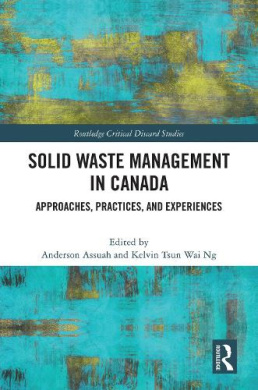 Routledge Critical Discard Studies
SOLID WASTE MANAGEMENT
IN CANADA
APPROACHES, PRACTICES, AND EXPERIENCES
Edited by
Anderson Assuah and Kelvin Tsun Wai Ng
ROUTLEDGE